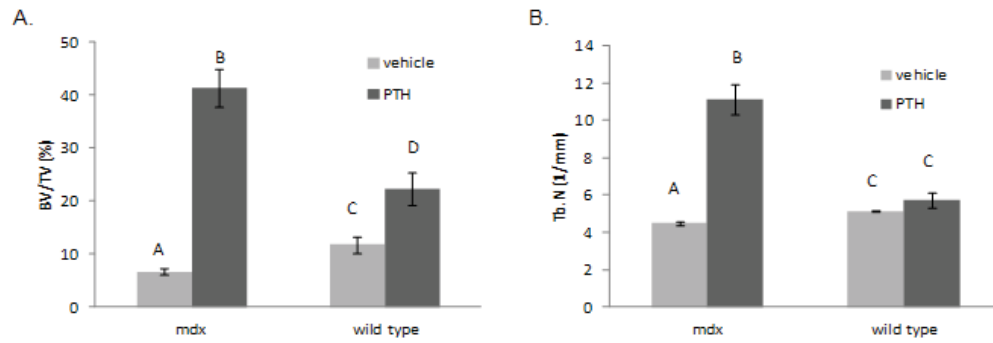 A.
BV/TV (%)
50
40
30
20
10
0
A
B
C
D
vehicle
PTH
mdx
wild type
B.
Tb. N (1/mm)
14
12
10
8
6
4
2
0
A
B
C
C
vehicle
PTH
mdx
wild type